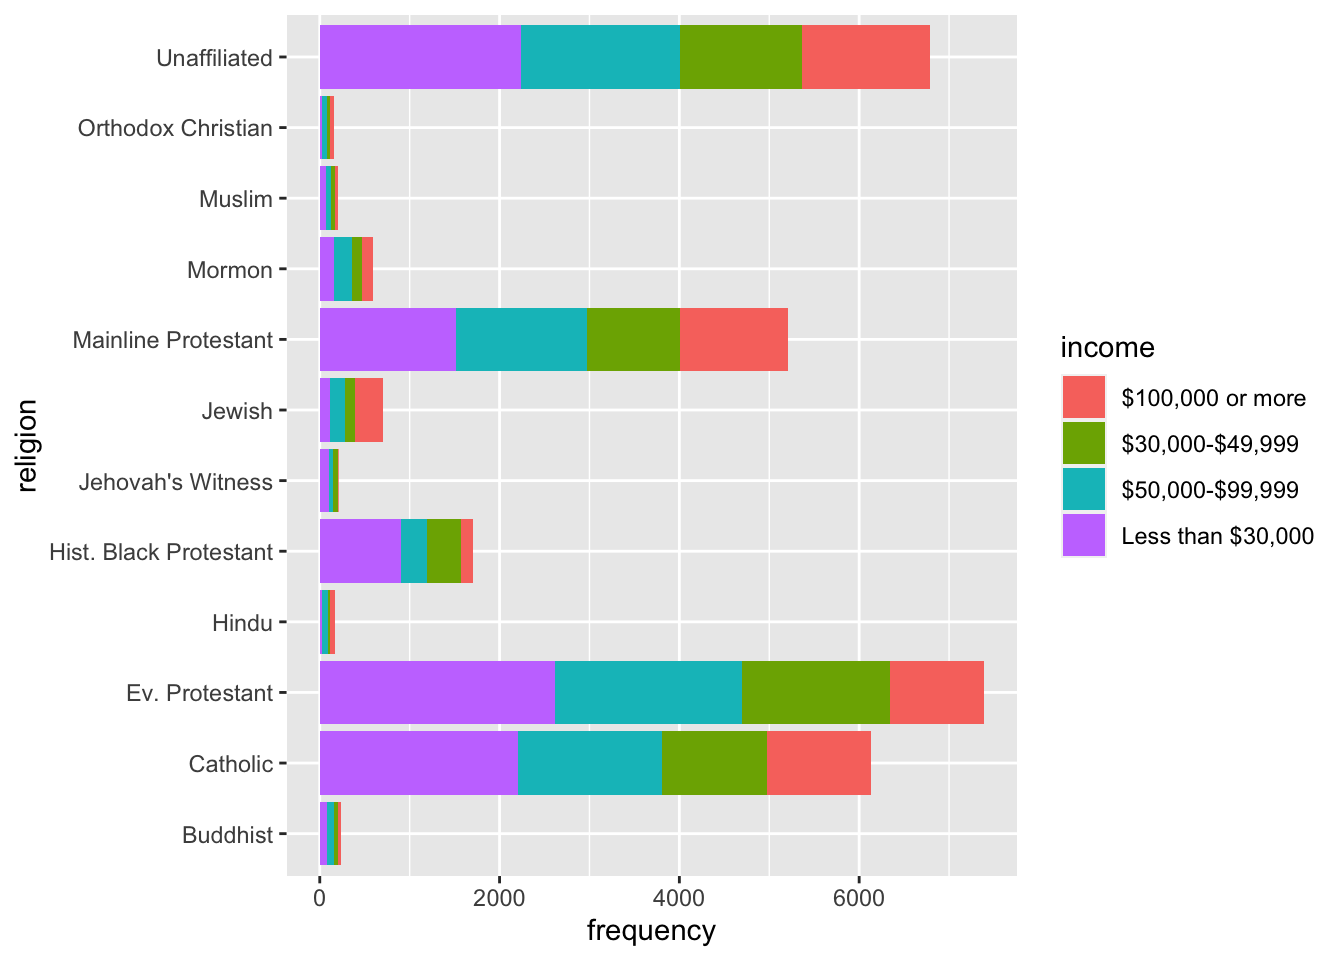 Unaffiliated
Orthodox Christian
Muslim
Mormon
Mainline Protestant
Jewish
Jehovah's Witness
Hist. Black Protestant
Hindu
Ev. Protestant
Catholic
Buddhist
religion
0 2000 4000 6000
frequency
income
$100,000 or more
$30,000-$49,999
$50,000-$99,999
Less than $30,000